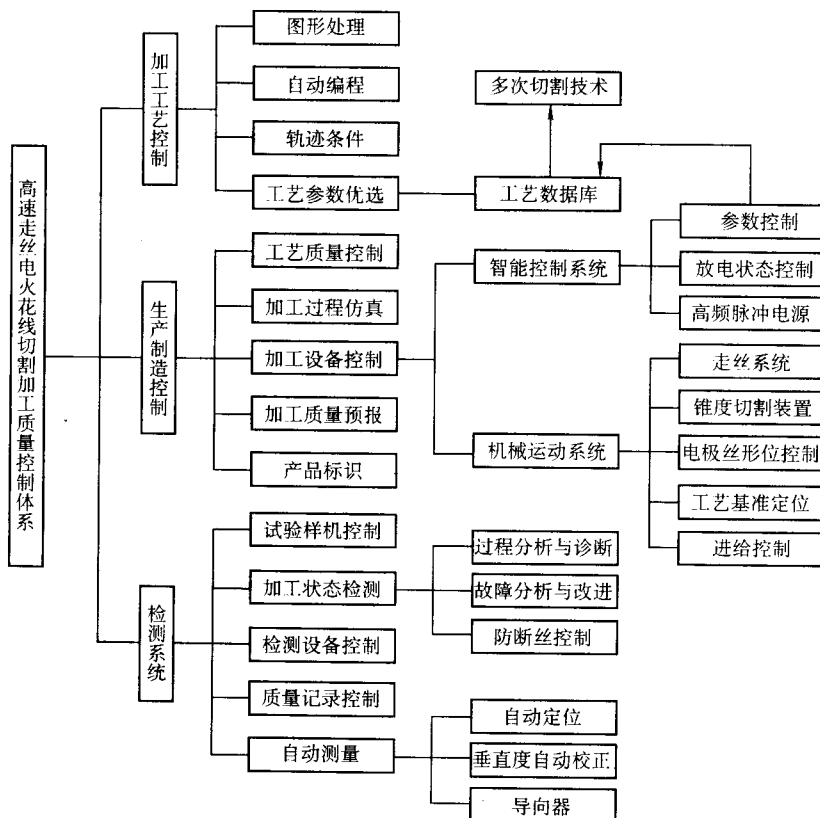 高速走丝电火花线切割加工质量控制体系
加工工艺控制
图形处理
自动编程
轨迹条件
工艺参数优选
多次切割技术
工艺数据库
生产制造控制
工艺质量控制
加工过程仿真
加工设备控制
加工质量预报
产品标识
智能控制系统
参数控制
放电状态控制
高频脉冲电源
机械运动系统
走丝系统
锥度切割装置
电极丝形位控制
工艺基准定位
进给控制
检测系统
试验样机控制
加工状态检测
检测设备控制
质量记录控制
自动测量
过程分析与诊断
故障分析与改进
防断丝控制
自动定位
垂直度自动校正
导向器